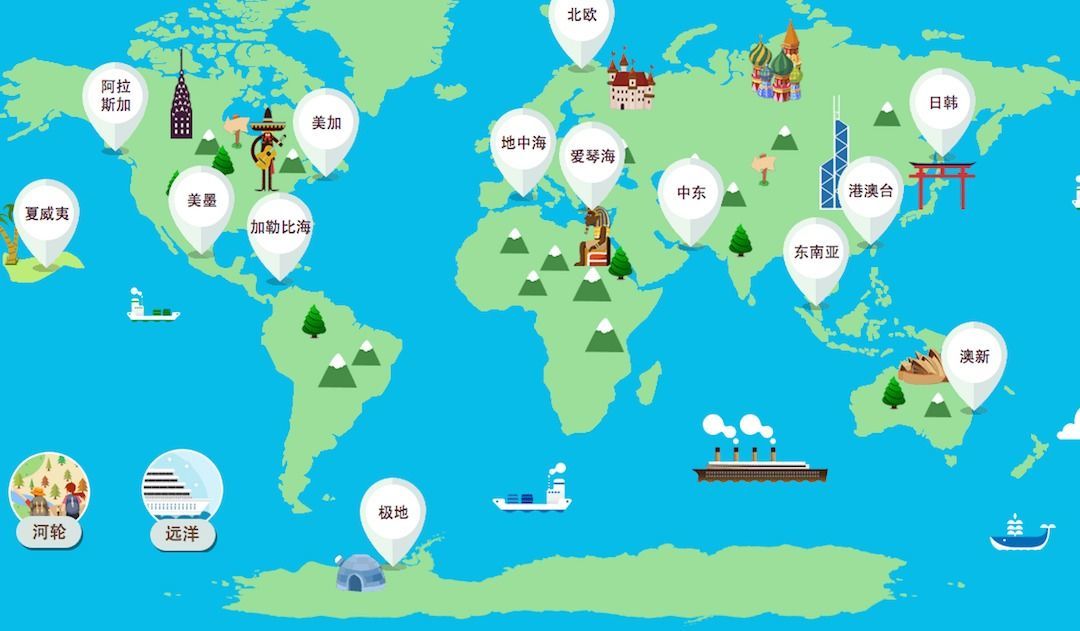 北欧
阿拉
斯加
美加
日韩
地中海
爱琴海
中东
港澳台
美墨
夏威夷
加勒比海
东南亚
澳新
极地
河轮
远洋